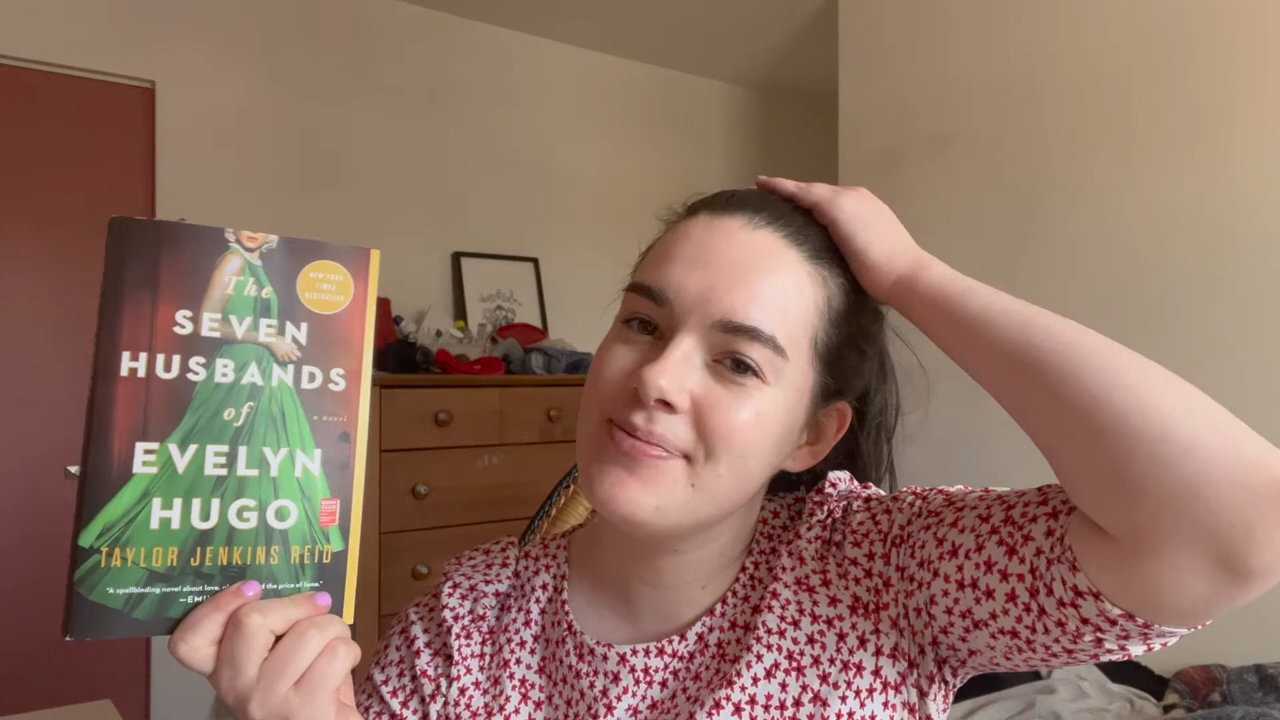 The
NEW YORK
TIMES
BESTSELLER
SEVEN
HUSBANDS
of
a novel
EVELYN
HUGO
TAYLOR JENKINS REID
"A spellbinding novel about love, the price of fame."
—EMI